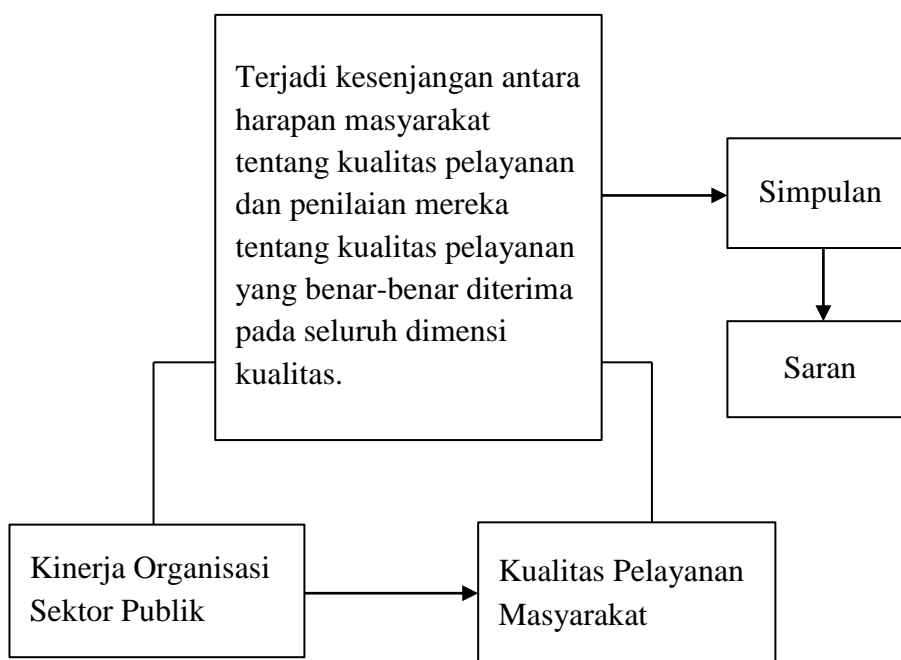 Terjadi kesenjangan antara
harapan masyarakat
tentang kualitas pelayanan
dan penilaian mereka
tentang kualitas pelayanan
yang benar-benar diterima
pada seluruh dimensi
kualitas.
Simpulan
Saran
Kinerja Organisasi
Sektor Publik
Kualitas Pelayanan
Masyarakat